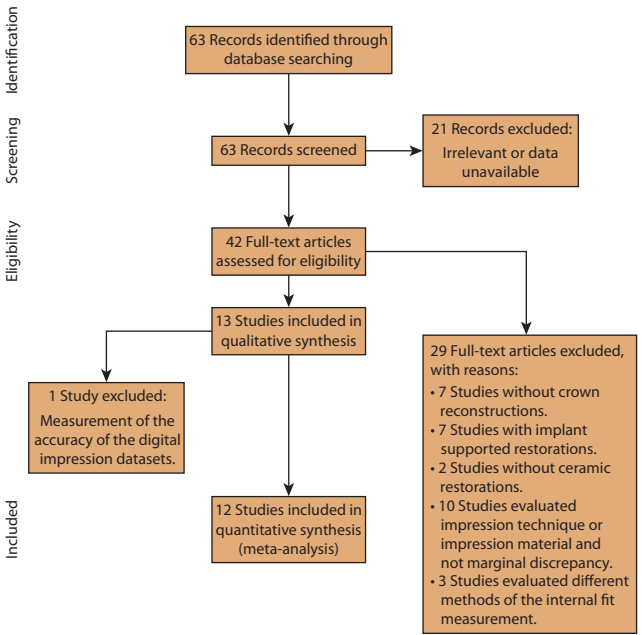 Identification
63 Records identified through
database searching
Screening
63 Records screened
21 Records excluded:
Irrelevant or data
unavailable
Eligibility
42 Full-text articles
assessed for eligibility
13 Studies included in
qualitative synthesis
29 Full-text articles excluded,
with reasons:
• 7 Studies without crown
reconstructions.
• 7 Studies with implant
supported restorations.
• 2 Studies without ceramic
restorations.
• 10 Studies evaluated
impression technique or
impression material and
not marginal discrepancy.
• 3 Studies evaluated different
methods of the internal fit
measurement.
1 Study excluded:
Measurement of the
accuracy of the digital
impression datasets.
Included
12 Studies included in
quantitative synthesis
(meta-analysis)